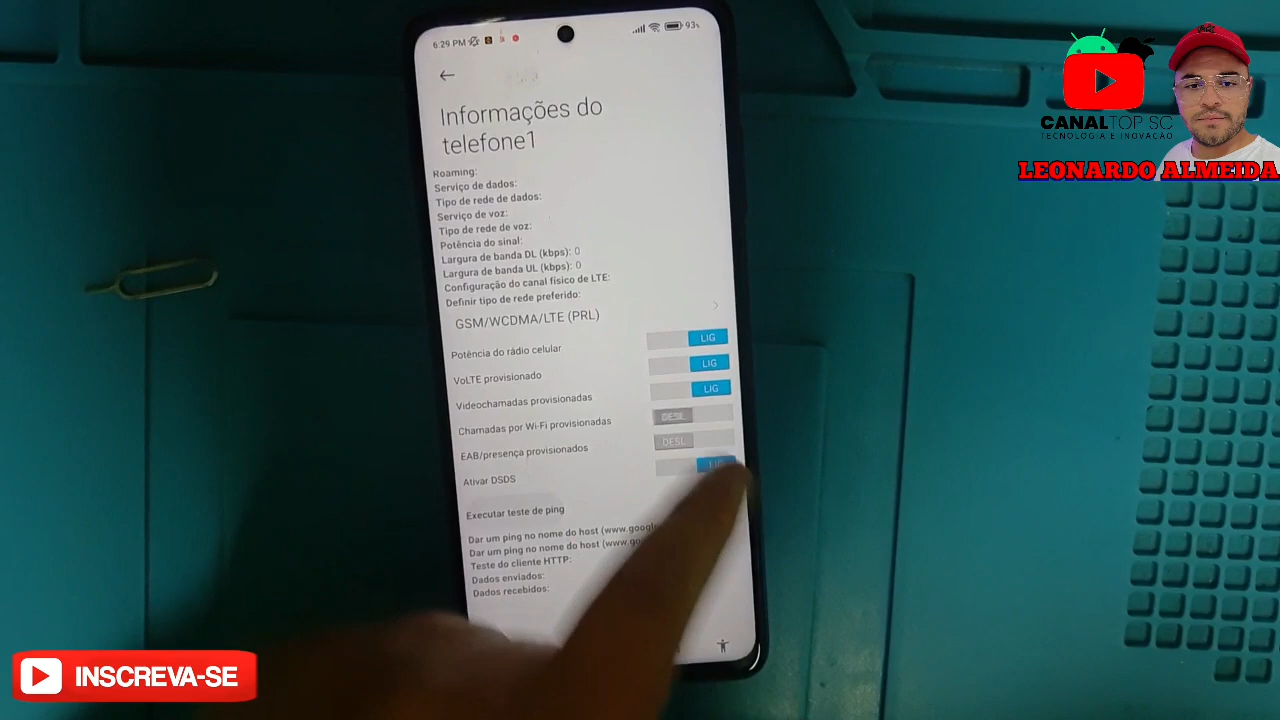 6:29 PM
93%
Informações do
telefone1
Roaming:
Serviço de dados:
Tipo de rede de dados:
Serviço de voz:
Tipo de rede de voz:
Potência do sinal:
Largura de banda DL (kbps): 0
Largura de banda UL (kbps): 0
Configuração do canal físico de LTE:
Definir tipo de rede preferido:
GSM/WCDMA/LTE (PRL)
Potência do rádio celular LIG
VoLTE provisionado LIG
Videochamadas provisionadas LIG
Chamadas por Wi-Fi provisionadas DESL
EAB/presença provisionados DESL
Ativar DSDS LIG
Executar teste de ping
Dar um ping no nome do host (www.google
Dar um ping no nome do host (www.go
Teste do cliente HTTP:
Dados enviados:
Dados recebidos:
CANAL TOP SC
TECNOLOGIA E INOVAÇÃO
LEONARDO ALMEIDA
INSCREVA-SE